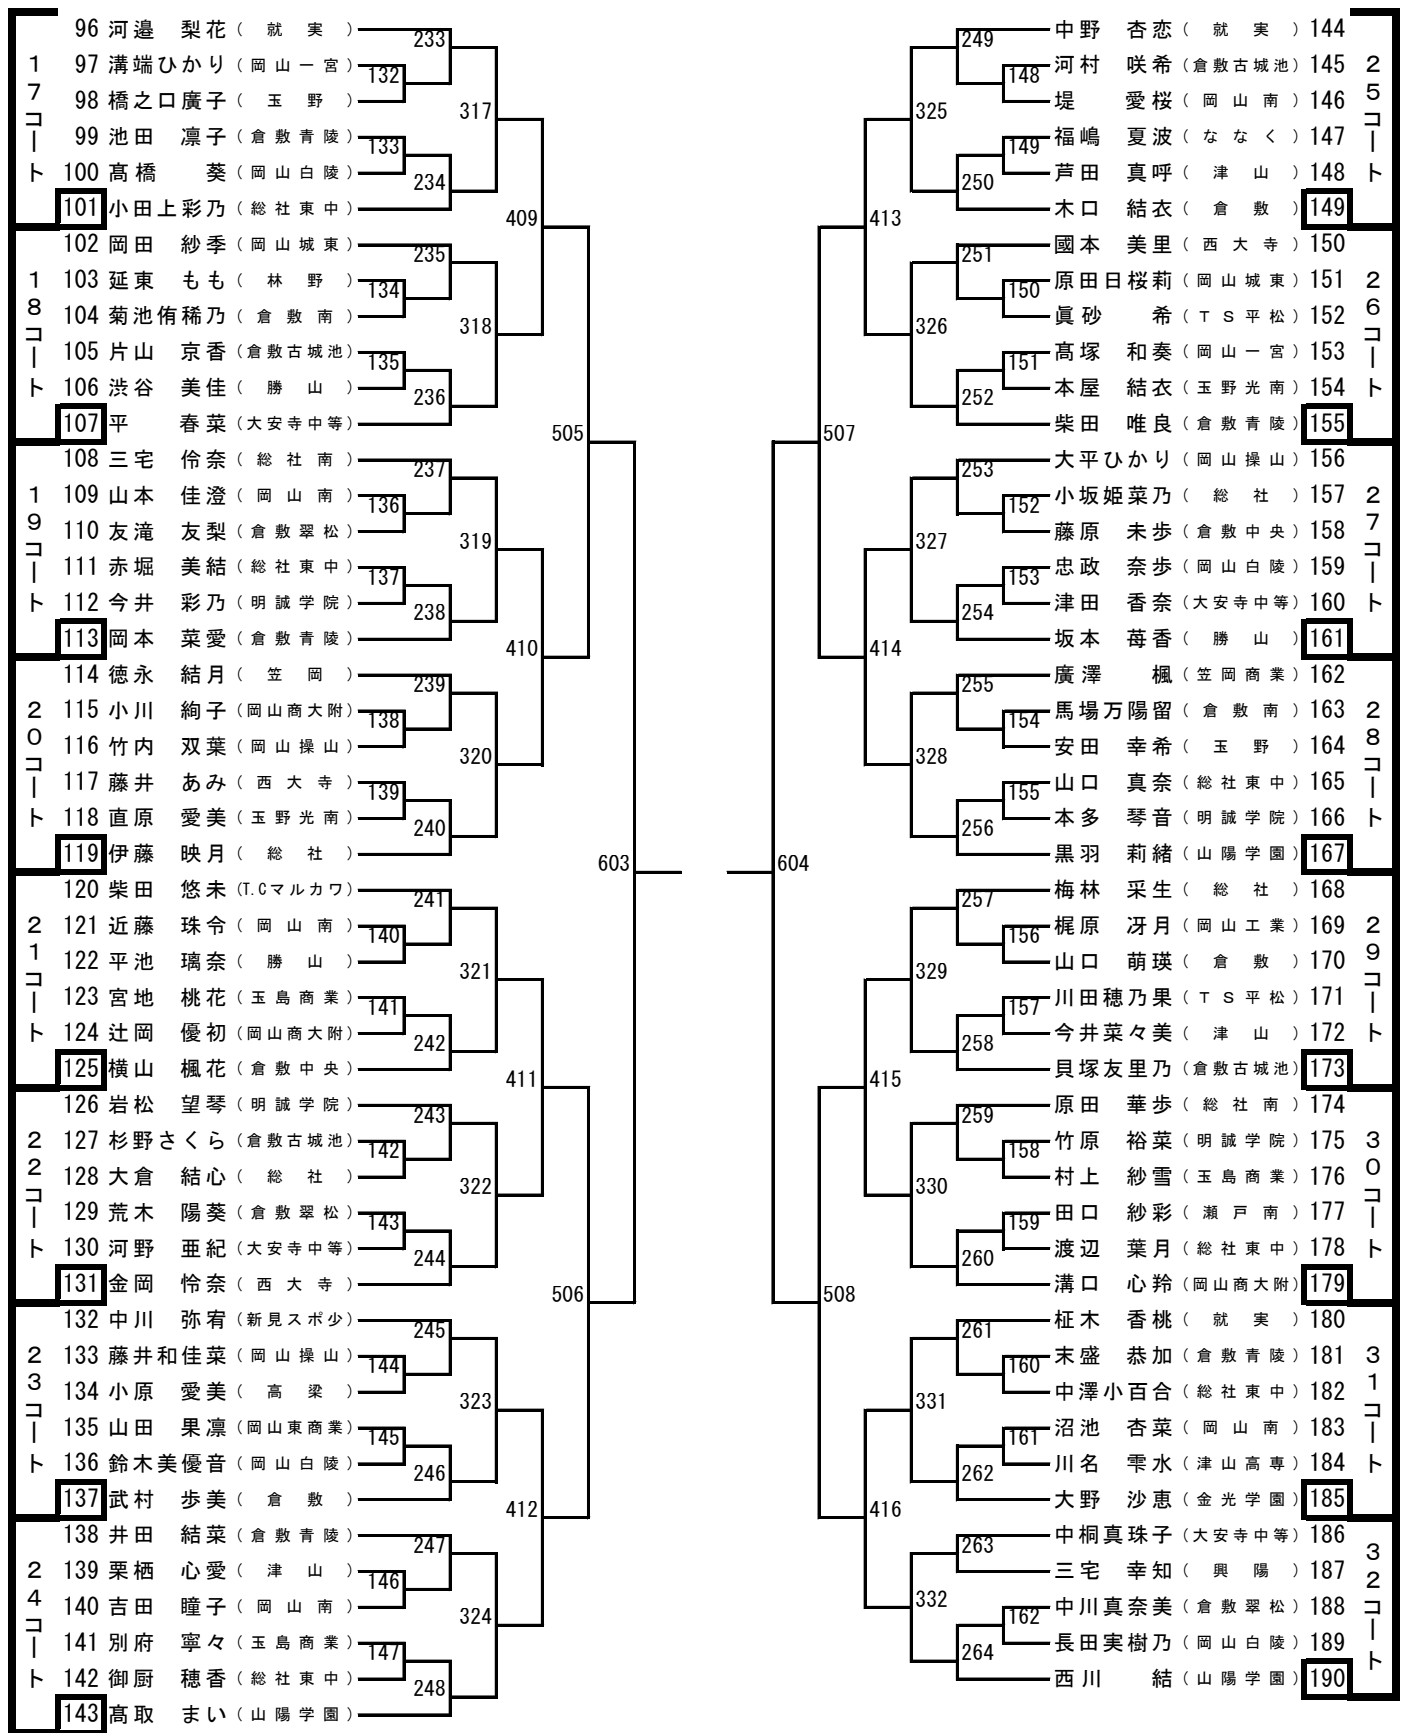 17コート
96 河邉 梨花 (就実)
97 溝端ひかり (岡山一宮)
98 橋之口廣子 (玉野)
99 池田 凛子 (倉敷青陵)
100 髙橋 葵 (岡山白陵)
101 小田上彩乃 (総社東中)
233
132
133
234
317
18コート
102 岡田 紗季 (岡山城東)
103 延東 もも (林野)
104 菊池侑稀乃 (倉敷南)
105 片山 京香 (倉敷古城池)
106 渋谷 美佳 (勝山)
107 平 春菜 (大安寺中等)
235
134
135
236
318
409
19コート
108 三宅 伶奈 (総社南)
109 山本 佳澄 (岡山南)
110 友滝 友梨 (倉敷翠松)
111 赤堀 美結 (総社東中)
112 今井 彩乃 (明誠学院)
113 岡本 菜愛 (倉敷青陵)
237
136
137
238
319
20コート
114 徳永 結月 (笠岡)
115 小川 絢子 (岡山商大附)
116 竹内 双葉 (岡山操山)
117 藤井 あみ (西大寺)
118 直原 愛美 (玉野光南)
119 伊藤 映月 (総社)
239
138
139
240
320
410
505
21コート
120 柴田 悠未 (T.Cマルカワ)
121 近藤 珠令 (岡山南)
122 平池 璃奈 (勝山)
123 宮地 桃花 (玉島商業)
124 辻岡 優初 (岡山商大附)
125 横山 楓花 (倉敷中央)
241
140
141
242
321
22コート
126 岩松 望琴 (明誠学院)
127 杉野さくら (倉敷古城池)
128 大倉 結心 (総社)
129 荒木 陽葵 (倉敷翠松)
130 河野 亜紀 (大安寺中等)
131 金岡 怜奈 (西大寺)
243
142
143
244
322
411
23コート
132 中川 弥宥 (新見スポ少)
133 藤井和佳菜 (岡山操山)
134 小原 愛美 (高梁)
135 山田 果凛 (岡山東商業)
136 鈴木美優音 (岡山白陵)
137 武村 歩美 (倉敷)
245
144
145
246
323
24コート
138 井田 結菜 (倉敷青陵)
139 栗栖 心愛 (津山)
140 吉田 瞳子 (岡山南)
141 別府 寧々 (玉島商業)
142 御厨 穂香 (総社東中)
143 髙取 まい (山陽学園)
247
146
147
248
324
412
506
603
25コート
中野 杏恋 (就実) 144
河村 咲希 (倉敷古城池) 145
堤 愛桜 (岡山南) 146
福嶋 夏波 (ななく) 147
芦田 真呼 (津山) 148
木口 結衣 (倉敷) 149
249
148
149
250
325
26コート
國本 美里 (西大寺) 150
原田日桜莉 (岡山城東) 151
眞砂 希 (TS平松) 152
髙塚 和奏 (岡山一宮) 153
本屋 結衣 (玉野光南) 154
柴田 唯良 (倉敷青陵) 155
251
150
151
252
326
413
27コート
大平ひかり (岡山操山) 156
小坂姫菜乃 (総社) 157
藤原 未歩 (倉敷中央) 158
忠政 奈歩 (岡山白陵) 159
津田 香奈 (大安寺中等) 160
坂本 苺香 (勝山) 161
253
152
153
254
327
28コート
廣澤 楓 (笠岡商業) 162
馬場万陽留 (倉敷南) 163
安田 幸希 (玉野) 164
山口 真奈 (総社東中) 165
本多 琴音 (明誠学院) 166
黒羽 莉緒 (山陽学園) 167
255
154
155
256
328
414
507
29コート
梅林 采生 (総社) 168
梶原 冴月 (岡山工業) 169
山口 萌瑛 (倉敷) 170
川田穂乃果 (TS平松) 171
今井菜々美 (津山) 172
貝塚友里乃 (倉敷古城池) 173
257
156
157
258
329
30コート
原田 華歩 (総社南) 174
竹原 裕菜 (明誠学院) 175
村上 紗雪 (玉島商業) 176
田口 紗彩 (瀬戸南) 177
渡辺 葉月 (総社東中) 178
溝口 心羚 (岡山商大附) 179
259
158
159
260
330
415
31コート
柾木 香桃 (就実) 180
末盛 恭加 (倉敷青陵) 181
中澤小百合 (総社東中) 182
沼池 杏菜 (岡山南) 183
川名 雫水 (津山高専) 184
大野 沙恵 (金光学園) 185
261
160
161
262
331
32コート
中桐真珠子 (大安寺中等) 186
三宅 幸知 (興陽) 187
中川真奈美 (倉敷翠松) 188
長田実樹乃 (岡山白陵) 189
西川 結 (山陽学園) 190
263
162
264
332
416
508
604